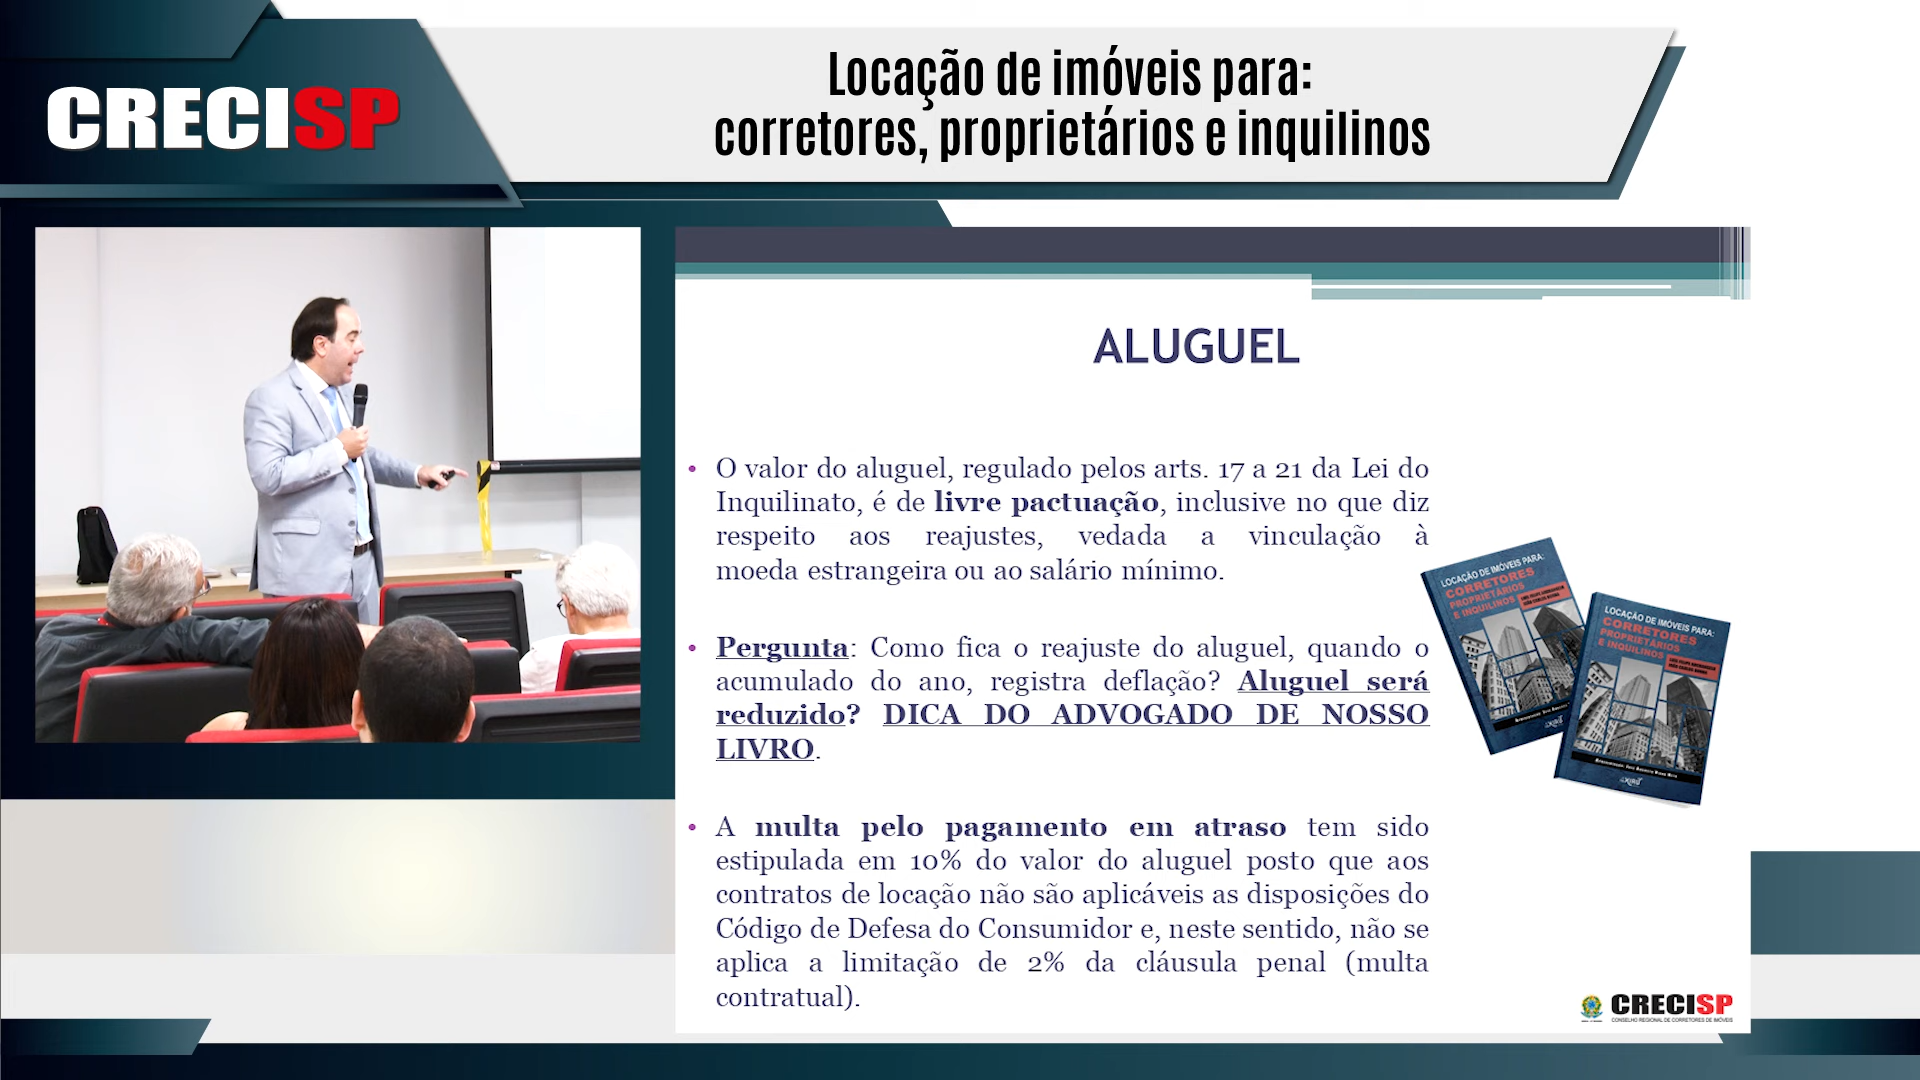 CRECISP
Locação de imóveis para:
corretores, proprietários e inquilinos
ALUGUEL
• O valor do aluguel, regulado pelos arts. 17 a 21 da Lei do
Inquilinato, é de livre pactuação, inclusive no que diz
respeito aos reajustes, vedada a vinculação à
moeda estrangeira ou ao salário mínimo.
• Pergunta: Como fica o reajuste do aluguel, quando o
acumulado do ano, registra deflação? Aluguel será
reduzido? DICA DO ADVOGADO DE NOSSO
LIVRO.
• A multa pelo pagamento em atraso tem sido
estipulada em 10% do valor do aluguel posto que aos
contratos de locação não são aplicáveis as disposições do
Código de Defesa do Consumidor e, neste sentido, não se
aplica a limitação de 2% da cláusula penal (multa
contratual).
LOCAÇÃO DE IMÓVEIS PARA:
CORRETORES
PROPRIETÁRIOS
E INQUILINOS
LOCAÇÃO DE IMÓVEIS PARA:
CORRETORES
PROPRIETÁRIOS
E INQUILINOS
CRECISP
CONSELHO REGIONAL DE CORRETORES DE IMÓVEIS